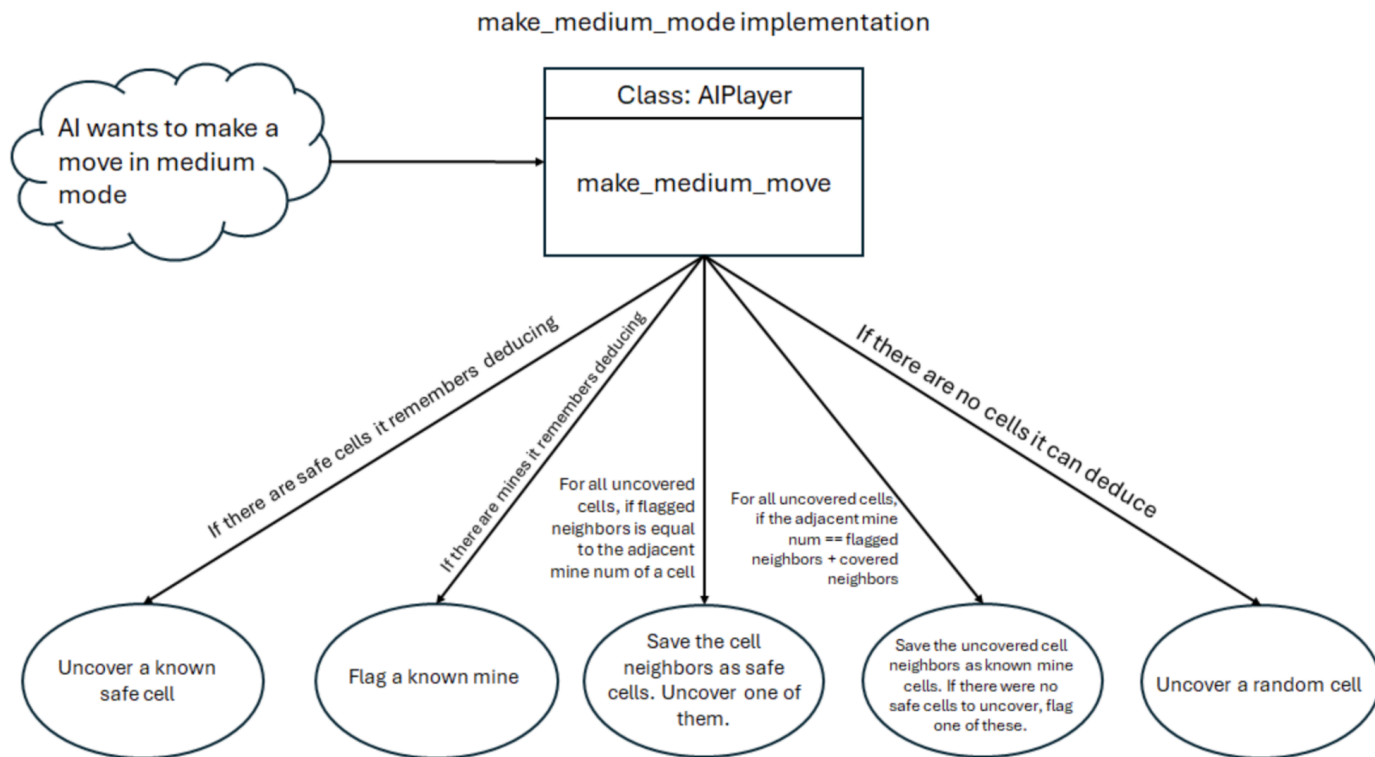 make_medium_mode implementation
AI wants to make a
move in medium
mode
Class: AIPlayer
make_medium_move
If there are safe cells it remembers deducing
If there are mines it remembers deducing
For all uncovered
cells, if flagged
neighbors is equal
to the adjacent
mine num of a cell
For all uncovered cells,
if the adjacent mine
num == flagged
neighbors + covered
neighbors
If there are no cells it can deduce
Uncover a known
safe cell
Flag a known mine
Save the cell
neighbors as safe
cells. Uncover one of
them.
Save the uncovered cell
neighbors as known mine
cells. If there were no
safe cells to uncover, flag
one of these.
Uncover a random cell